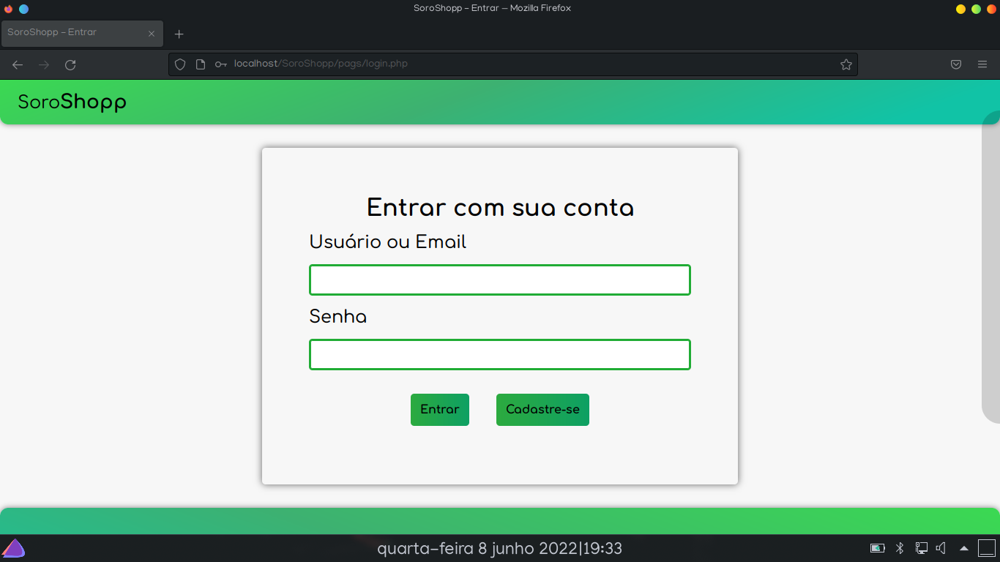 SoroShopp - Entrar — Mozilla Firefox
SoroShopp - Entrar
localhost/SoroShopp/pags/login.php
SoroShopp
Entrar com sua conta
Usuário ou Email
Senha
Entrar
Cadastre-se
quarta-feira 8 junho 2022|19:33